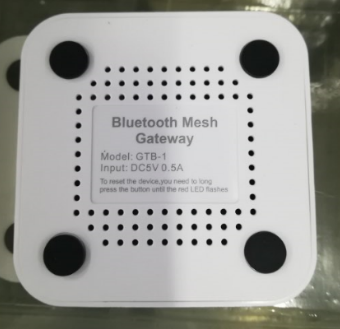 Bluetooth Mesh
Gateway
Model: GTB-1
Input: DC5V 0.5A
To reset the device,you need to long
press the button until the red LED flashes